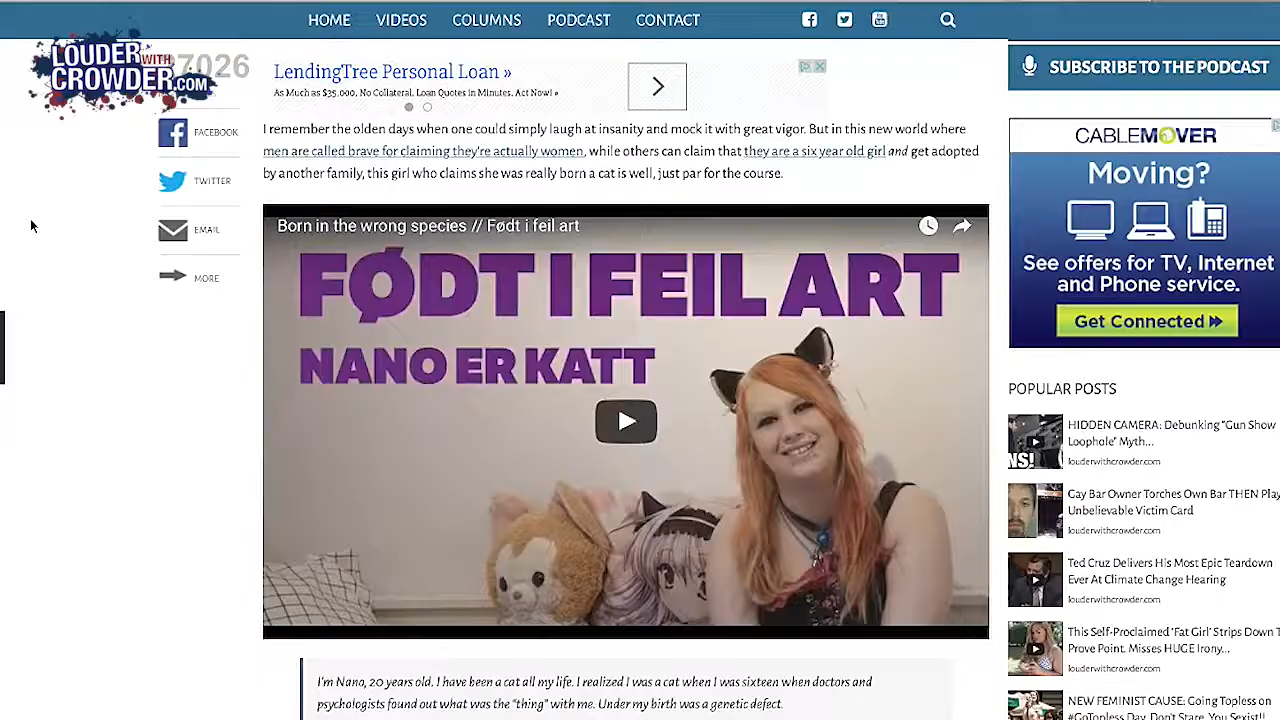 HOME VIDEOS COLUMNS PODCAST CONTACT
LOUDER WITH
CROWDER.COM
7026
FACEBOOK
TWITTER
EMAIL
MORE
LendingTree Personal Loan »
As Much as $35,000, No Collateral. Loan Quotes in Minutes. Act Now! »
I remember the olden days when one could simply laugh at insanity and mock it with great vigor. But in this new world where
men are called brave for claiming they're actually women, while others can claim that they are a six year old girl and get adopted
by another family, this girl who claims she was really born a cat is well, just par for the course.
Born in the wrong species // Født i feil art
FØDT I FEIL ART
NANO ER KATT
I'm Nano, 20 years old. I have been a cat all my life. I realized I was a cat when I was sixteen when doctors and
psychologists found out what was the "thing" with me. Under my birth was a genetic defect.
SUBSCRIBE TO THE PODCAST
CABLEMOVER
Moving?
See offers for TV, Internet
and Phone service.
Get Connected
POPULAR POSTS
HIDDEN CAMERA: Debunking "Gun Show
Loophole" Myth...
louderwithcrowder.com
NS!
Gay Bar Owner Torches Own Bar THEN Pla
Unbelievable Victim Card
louderwithcrowder.com
Ted Cruz Delivers His Most Epic Teardown
Ever At Climate Change Hearing
louderwithcrowder.com
This Self-Proclaimed 'Fat Girl' Strips Down T
Prove Point. Misses HUGE Irony...
louderwithcrowder.com
NEW FEMINIST CAUSE: Going Topless on
#GoTopless Day. Don't Stare, You Sexist!!